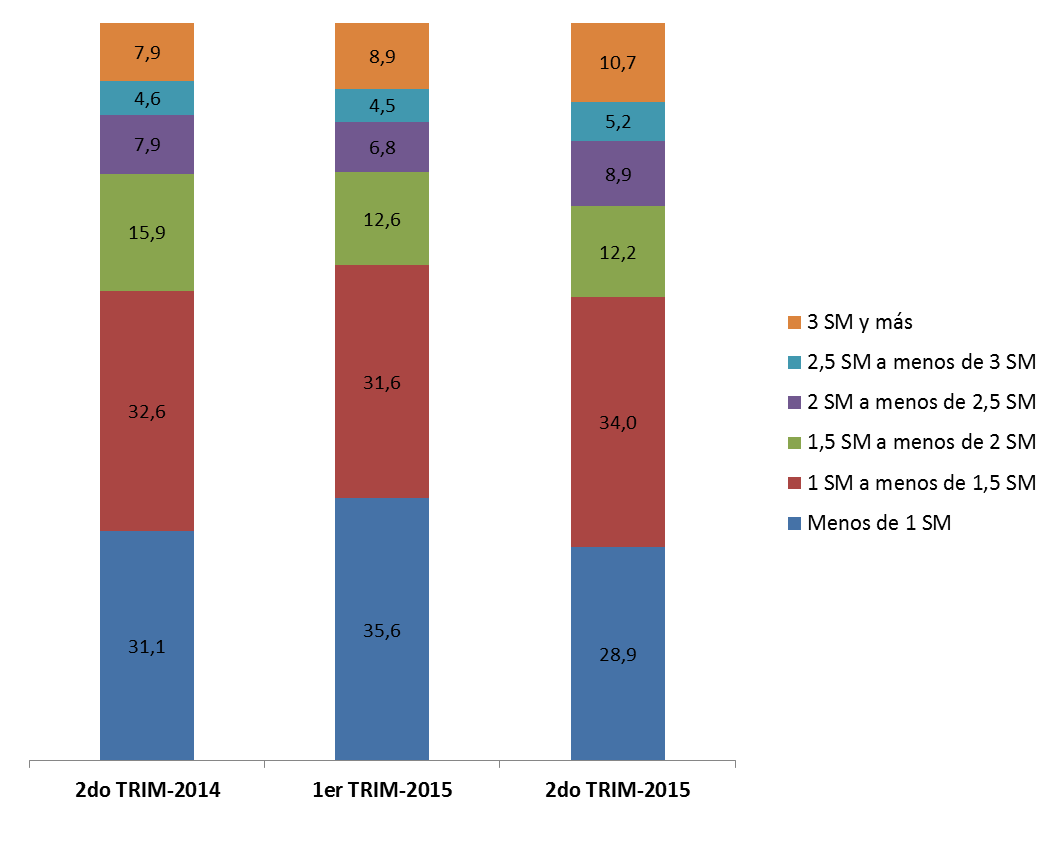 7,9
4,6
7,9
15,9
32,6
31,1
8,9
4,5
6,8
12,6
31,6
35,6
10,7
5,2
8,9
12,2
34,0
28,9
3 SM y más
2,5 SM a menos de 3 SM
2 SM a menos de 2,5 SM
1,5 SM a menos de 2 SM
1 SM a menos de 1,5 SM
Menos de 1 SM
2do TRIM-2014
1er TRIM-2015
2do TRIM-2015